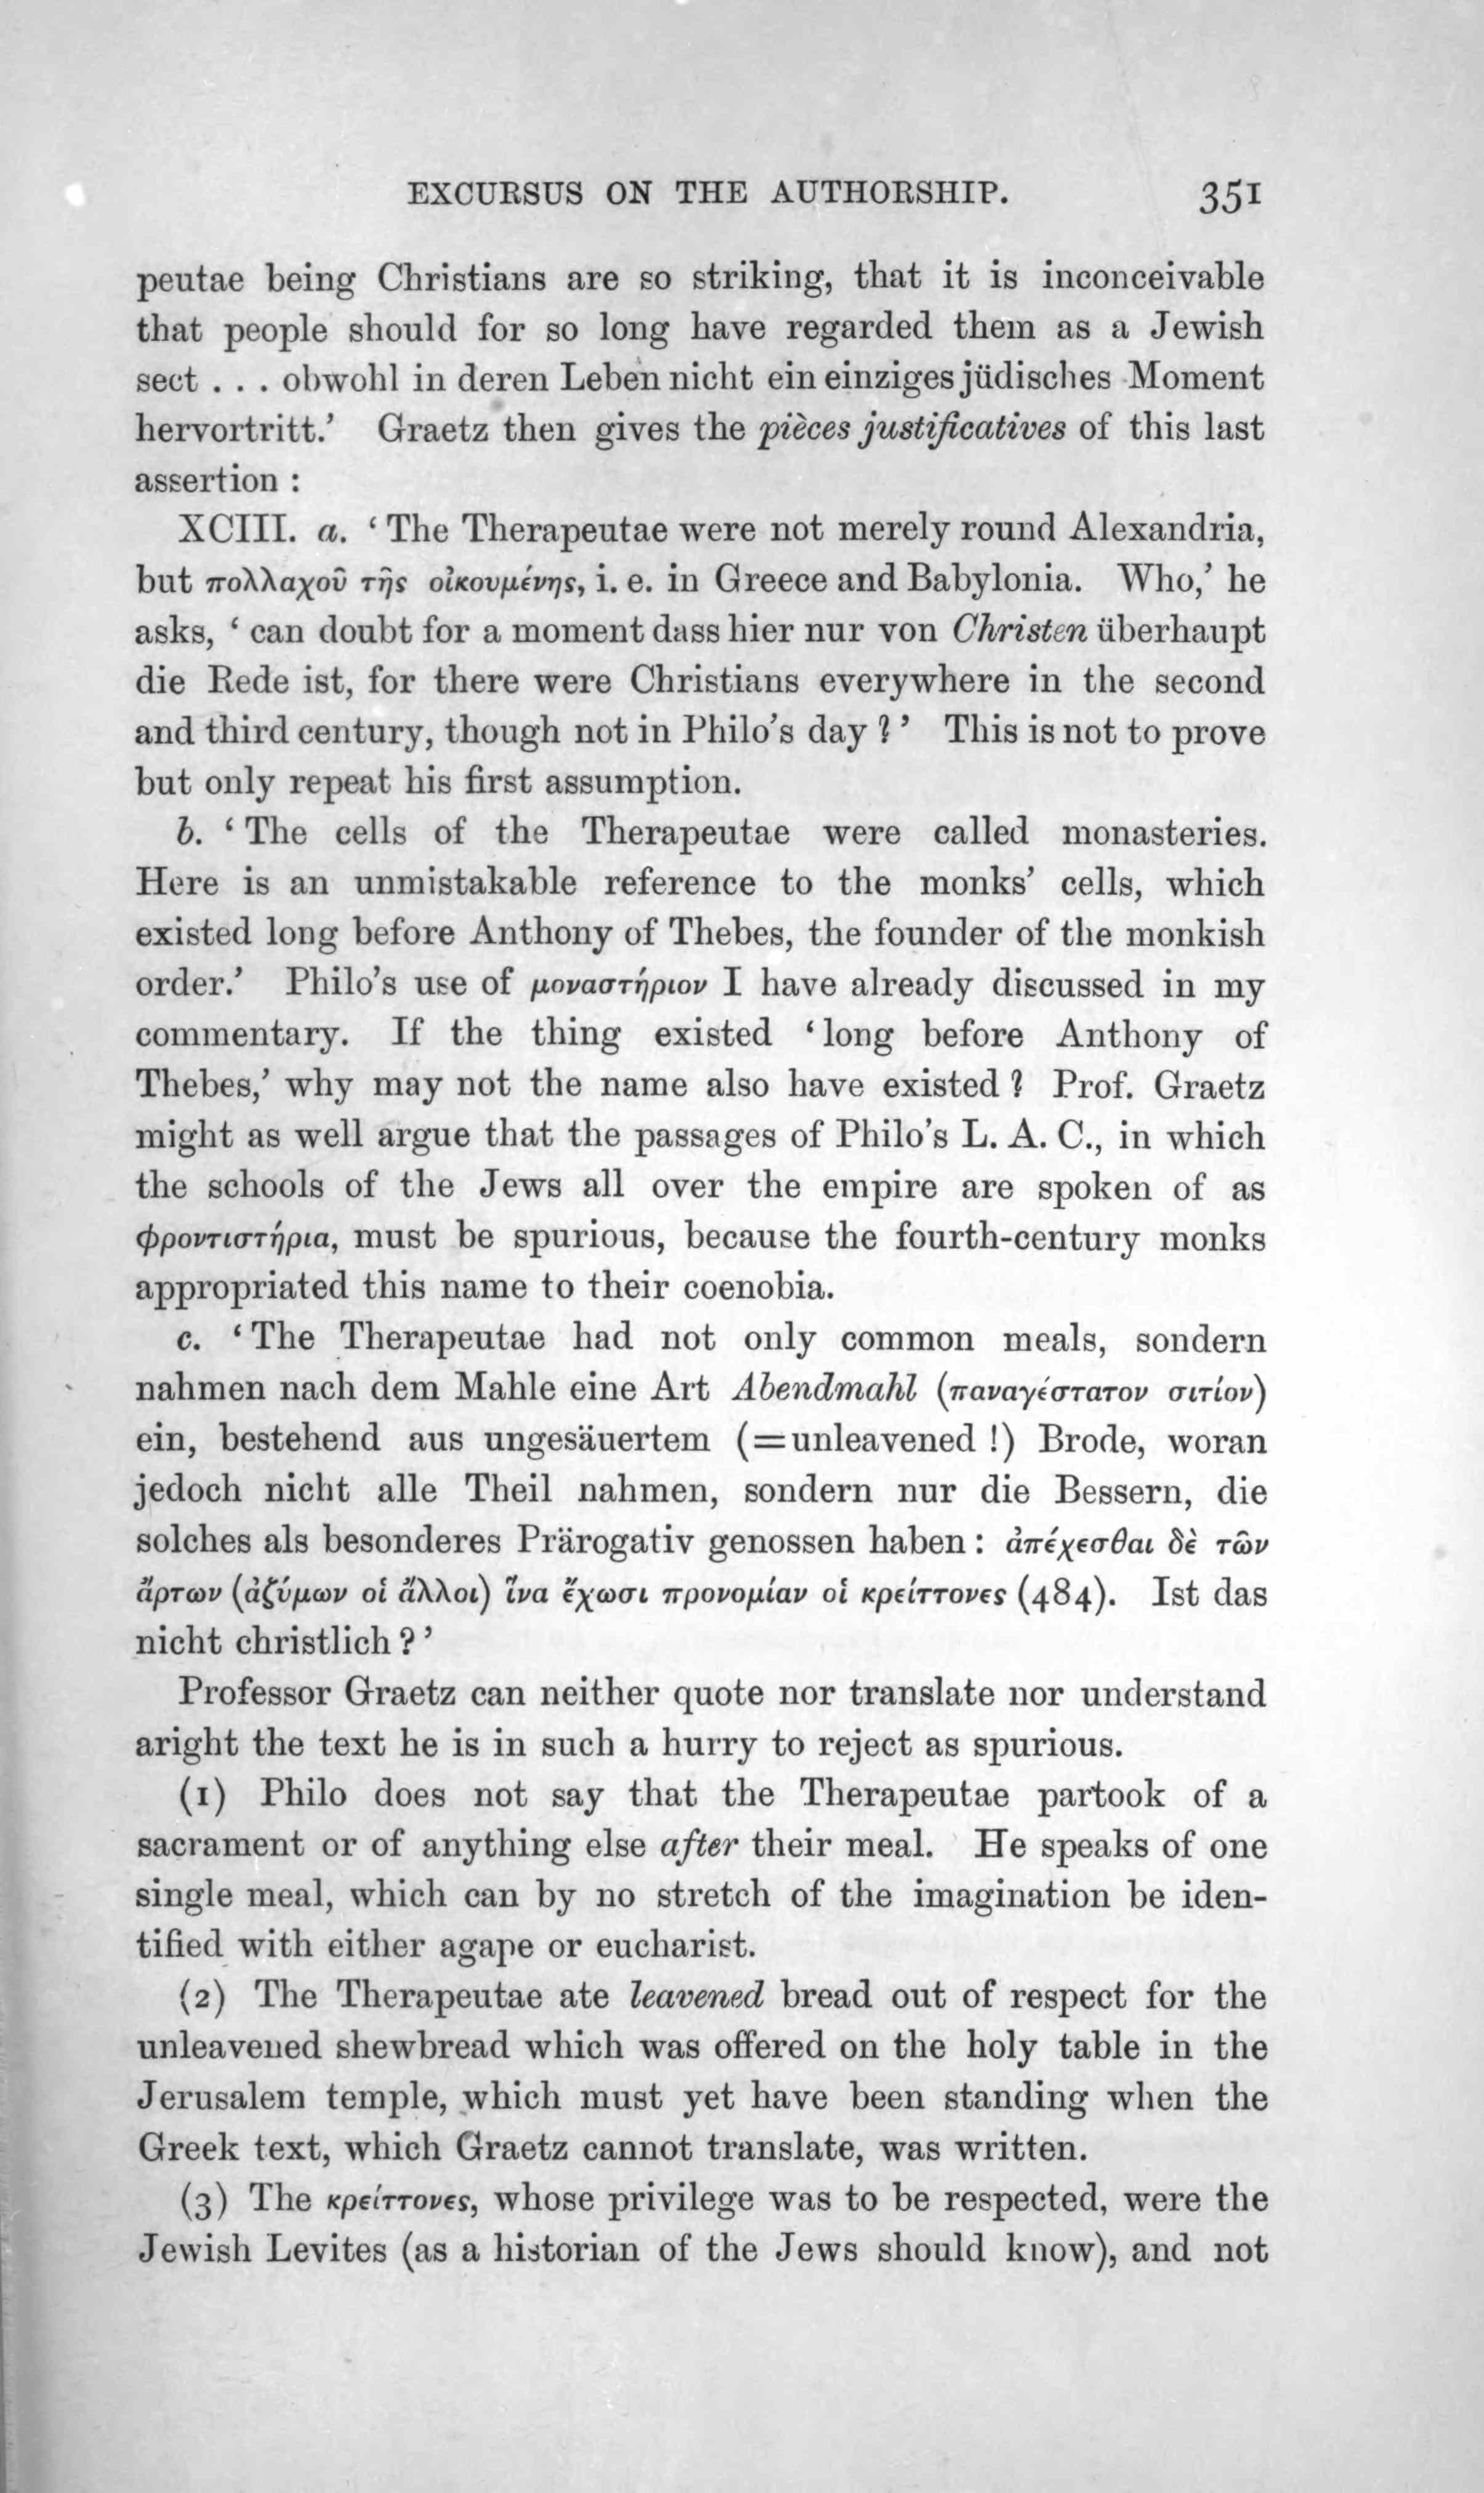 EXCURSUS ON THE AUTHORSHIP. 351
peutae being Christians are so striking, that it is inconceivable
that people should for so long have regarded them as a Jewish
sect . . . obwohl in deren Leben nicht ein einziges jüdisches Moment
hervortritt.’ Graetz then gives the pièces justificatives of this last
assertion :
XCIII. a. ‘ The Therapeutae were not merely round Alexandria,
but πολλαχοῦ τῆς οἰκουμένης, i. e. in Greece and Babylonia. Who,’ he
asks, ‘ can doubt for a moment dass hier nur von Christen überhaupt
die Rede ist, for there were Christians everywhere in the second
and third century, though not in Philo’s day ?’ This is not to prove
but only repeat his first assumption.
b. ‘ The cells of the Therapeutae were called monasteries.
Here is an unmistakable reference to the monks’ cells, which
existed long before Anthony of Thebes, the founder of the monkish
order.’ Philo’s use of μοναστήριον I have already discussed in my
commentary. If the thing existed ‘ long before Anthony of
Thebes,’ why may not the name also have existed ? Prof. Graetz
might as well argue that the passages of Philo’s L. A. C., in which
the schools of the Jews all over the empire are spoken of as
φροντιστήρια, must be spurious, because the fourth-century monks
appropriated this name to their coenobia.
c. ‘ The Therapeutae had not only common meals, sondern
nahmen nach dem Mahle eine Art Abendmahl (παναγέστατον σιτίον)
ein, bestehend aus ungesäuertem (=unleavened !) Brode, woran
jedoch nicht alle Theil nahmen, sondern nur die Bessern, die
solches als besonderes Prärogativ genossen haben : ἀπέχεσθαι δὲ τῶν
ἄρτων (ἀζύμων οἱ ἄλλοι) ἵνα ἔχωσι προνομίαν οἱ κρείττονες (484). Ist das
nicht christlich ? ’
Professor Graetz can neither quote nor translate nor understand
aright the text he is in such a hurry to reject as spurious.
(1) Philo does not say that the Therapeutae partook of a
sacrament or of anything else after their meal. He speaks of one
single meal, which can by no stretch of the imagination be iden-
tified with either agape or eucharist.
(2) The Therapeutae ate leavened bread out of respect for the
unleavened shewbread which was offered on the holy table in the
Jerusalem temple, which must yet have been standing when the
Greek text, which Graetz cannot translate, was written.
(3) The κρείττονες, whose privilege was to be respected, were the
Jewish Levites (as a historian of the Jews should know), and not